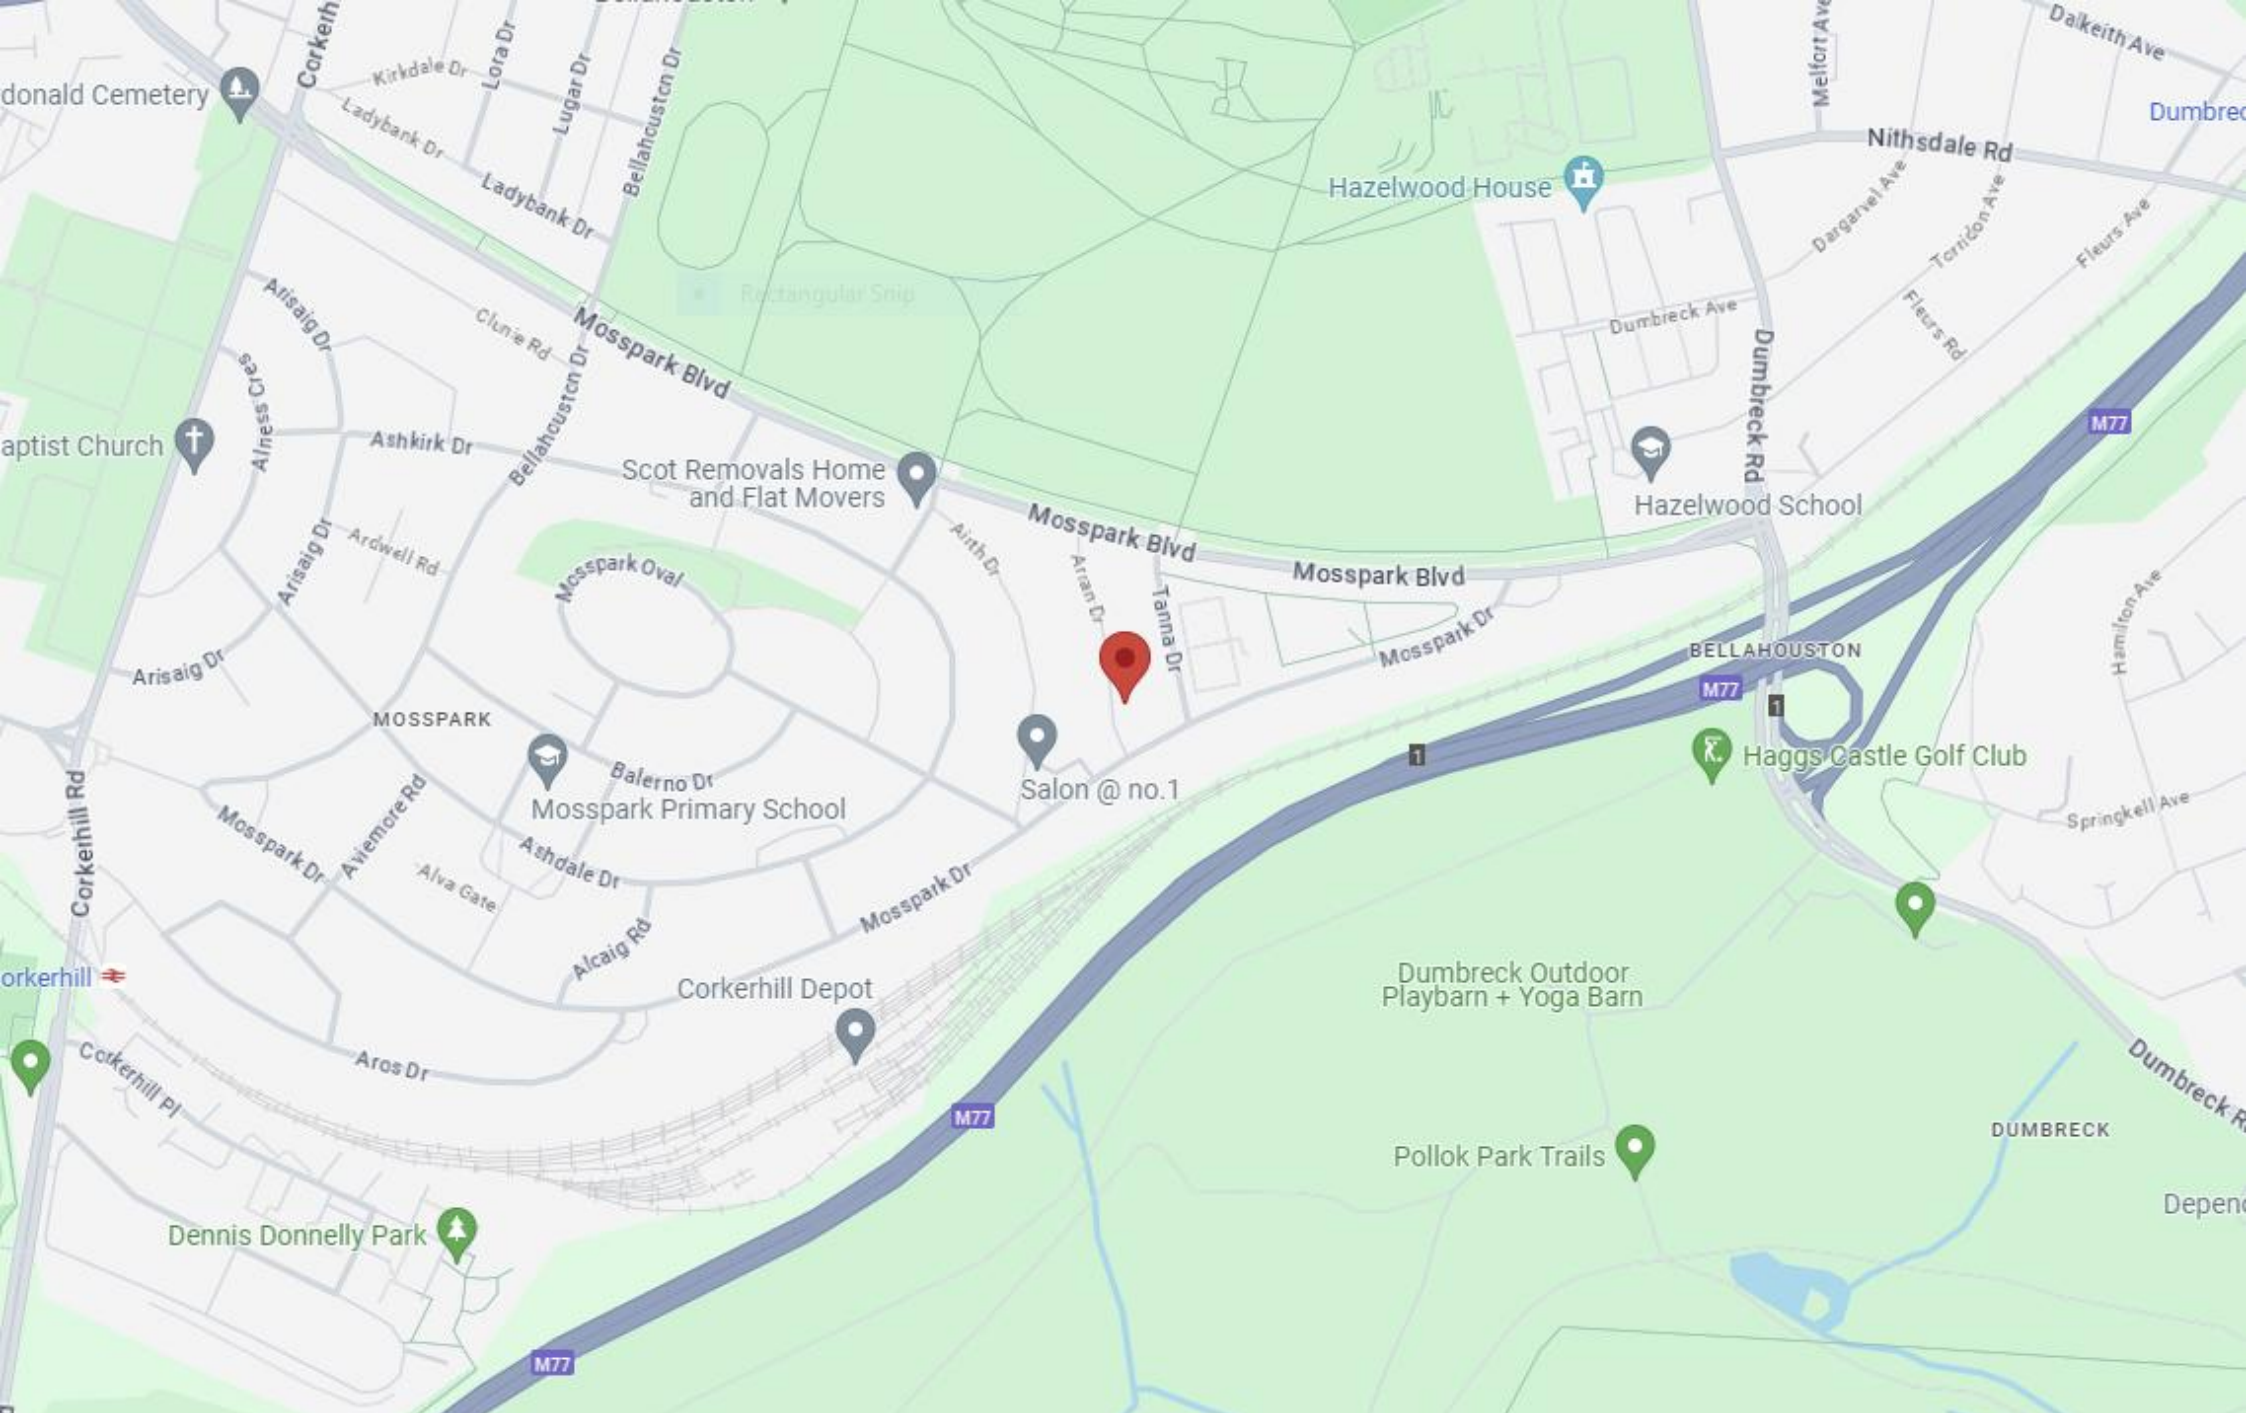 Corkerh
Lora Dr
Lugar Dr
Bellahouston Dr
Kirkdale Dr
donald Cemetery
Ladybank Dr
Ladybank Dr
Melfort Ave
Dalkeith Ave
Dumbrec
Nithsdale Rd
Hazelwood House
Dargarvel Ave
Torridon Ave
Fleurs Ave
Arisaig Dr
Clunie Rd
Rectangular Snip
Mosspark Blvd
Dumbreck Ave
Fleurs Rd
Dumbreck Rd
Alness Cres
Bellahouston Dr
aptist Church
Ashkirk Dr
Scot Removals Home
and Flat Movers
M77
Hazelwood School
Mosspark Blvd
Airth Dr
Arisaig Dr
Ardwell Rd
Mosspark Oval
Arran Dr
Tanna Dr
Mosspark Blvd
Mosspark Dr
Hamilton Ave
BELLAHOUSTON
Arisaig Dr
M77
1
MOSSPARK
1
Haggs Castle Golf Club
Balerno Dr
Salon @ no.1
Mosspark Primary School
Springkell Ave
Corkerhill Rd
Mosspark Dr
Aviemore Rd
Ashdale Dr
Alva Gate
Mosspark Dr
Alcaig Rd
orkerhill
Corkerhill Depot
Dumbreck Outdoor
Playbarn + Yoga Barn
Corkerhill Pl
Aros Dr
M77
Dumbreck R
DUMBRECK
Pollok Park Trails
Depend
Dennis Donnelly Park
M77